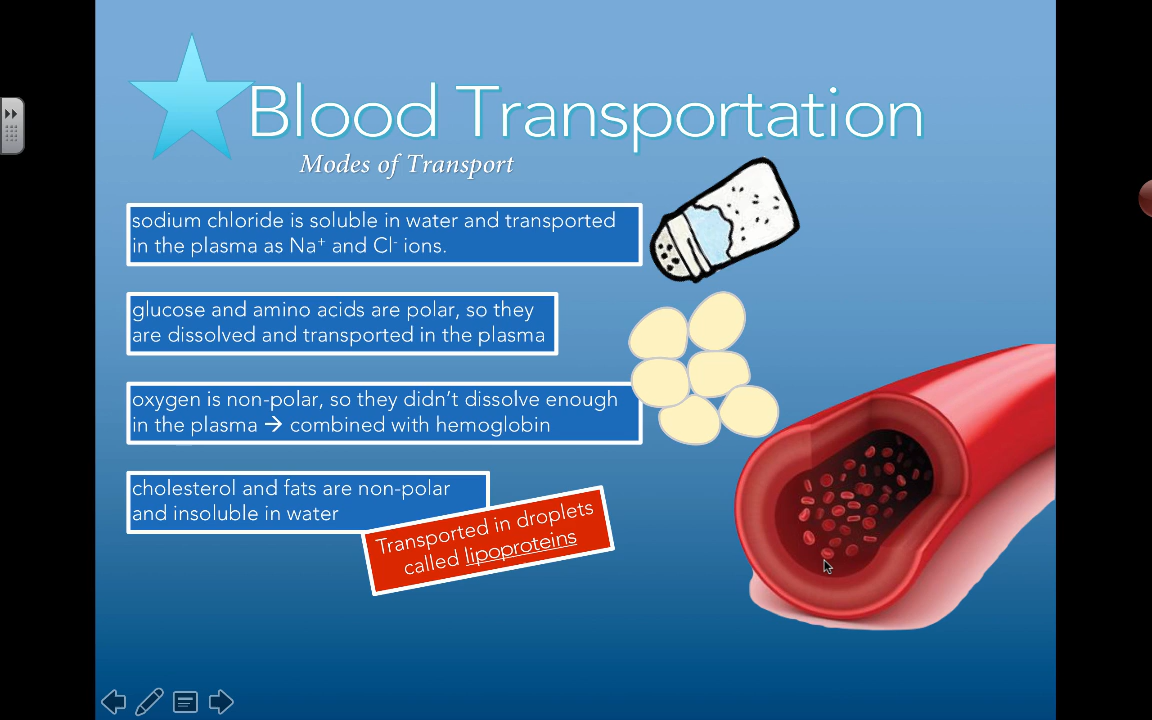 Blood Transportation
Modes of Transport
sodium chloride is soluble in water and transported
in the plasma as Na⁺ and Cl⁻ ions.
glucose and amino acids are polar, so they
are dissolved and transported in the plasma
oxygen is non-polar, so they didn't dissolve enough
in the plasma → combined with hemoglobin
cholesterol and fats are non-polar
and insoluble in water
Transported in droplets
called lipoproteins